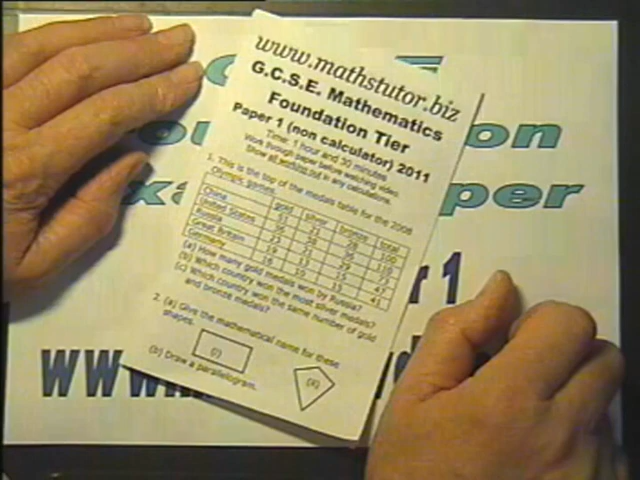 www.mathstutor.biz
G.C.S.E. Mathematics
Foundation Tier
Paper 1 (non calculator) 2011
Time: 1 hour and 30 minutes
Work through paper before watching video.
Show all working out in any calculations.
1. This is the top of the medals table for the 2008
Olympic games.
gold silver bronze total
China 51 21 28 100
United States 36 38 36 110
Russia 23
Great Britain 19 13 15 47
Germany 16 10 15 41
(a) How many gold medals won by Russia?
(b) Which country won the most silver medals?
(c) Which country won the same number of gold
and bronze medals?
2. (a) Give the mathematical name for these
shapes.
(i) (ii)
(b) Draw a parallelogram.
on
exa per
r 1
www.